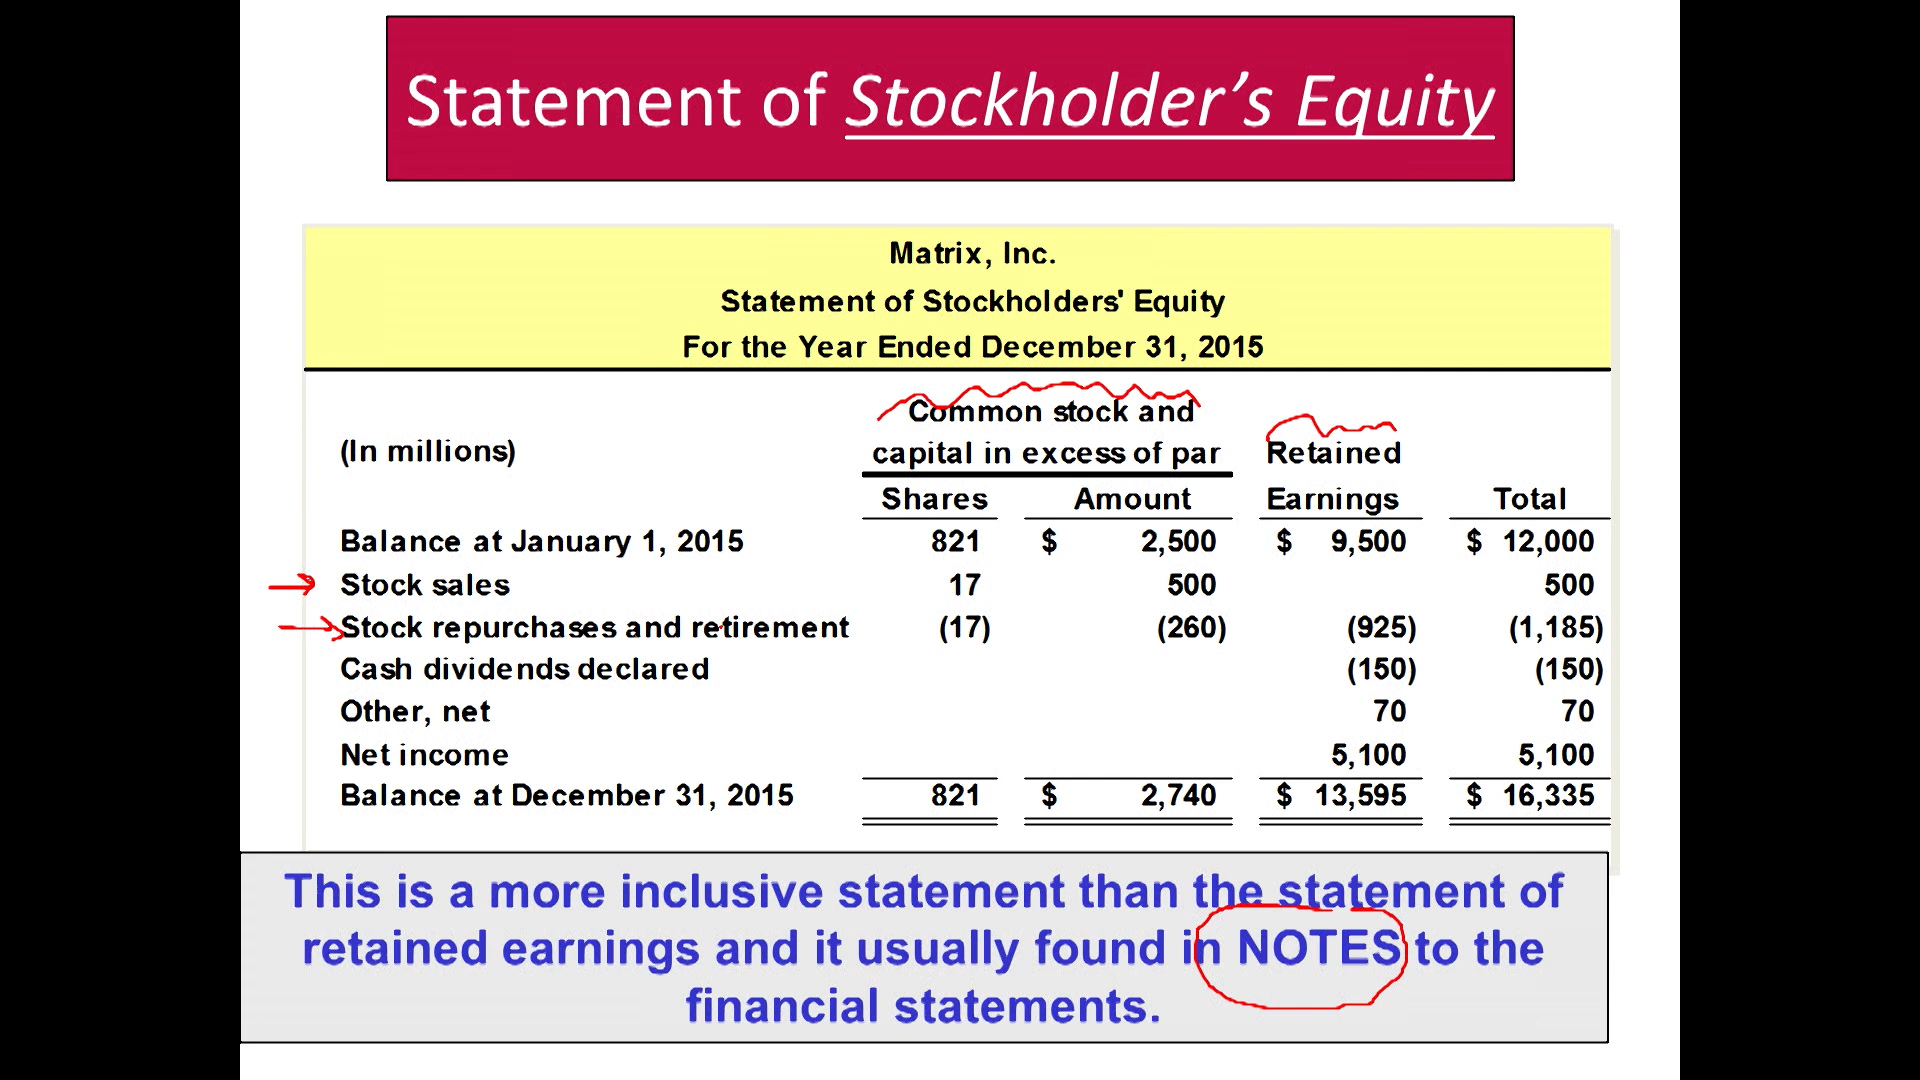 Statement of Stockholder’s Equity
Matrix, Inc.
Statement of Stockholders' Equity
For the Year Ended December 31, 2015
Common stock and
(In millions) capital in excess of par Retained
Shares Amount Earnings Total
Balance at January 1, 2015 821 $ 2,500 $ 9,500 $ 12,000
Stock sales 17 500 500
Stock repurchases and retirement (17) (260) (925) (1,185)
Cash dividends declared (150) (150)
Other, net 70 70
Net income 5,100 5,100
Balance at December 31, 2015 821 $ 2,740 $ 13,595 $ 16,335
This is a more inclusive statement than the statement of
retained earnings and it usually found in NOTES to the
financial statements.